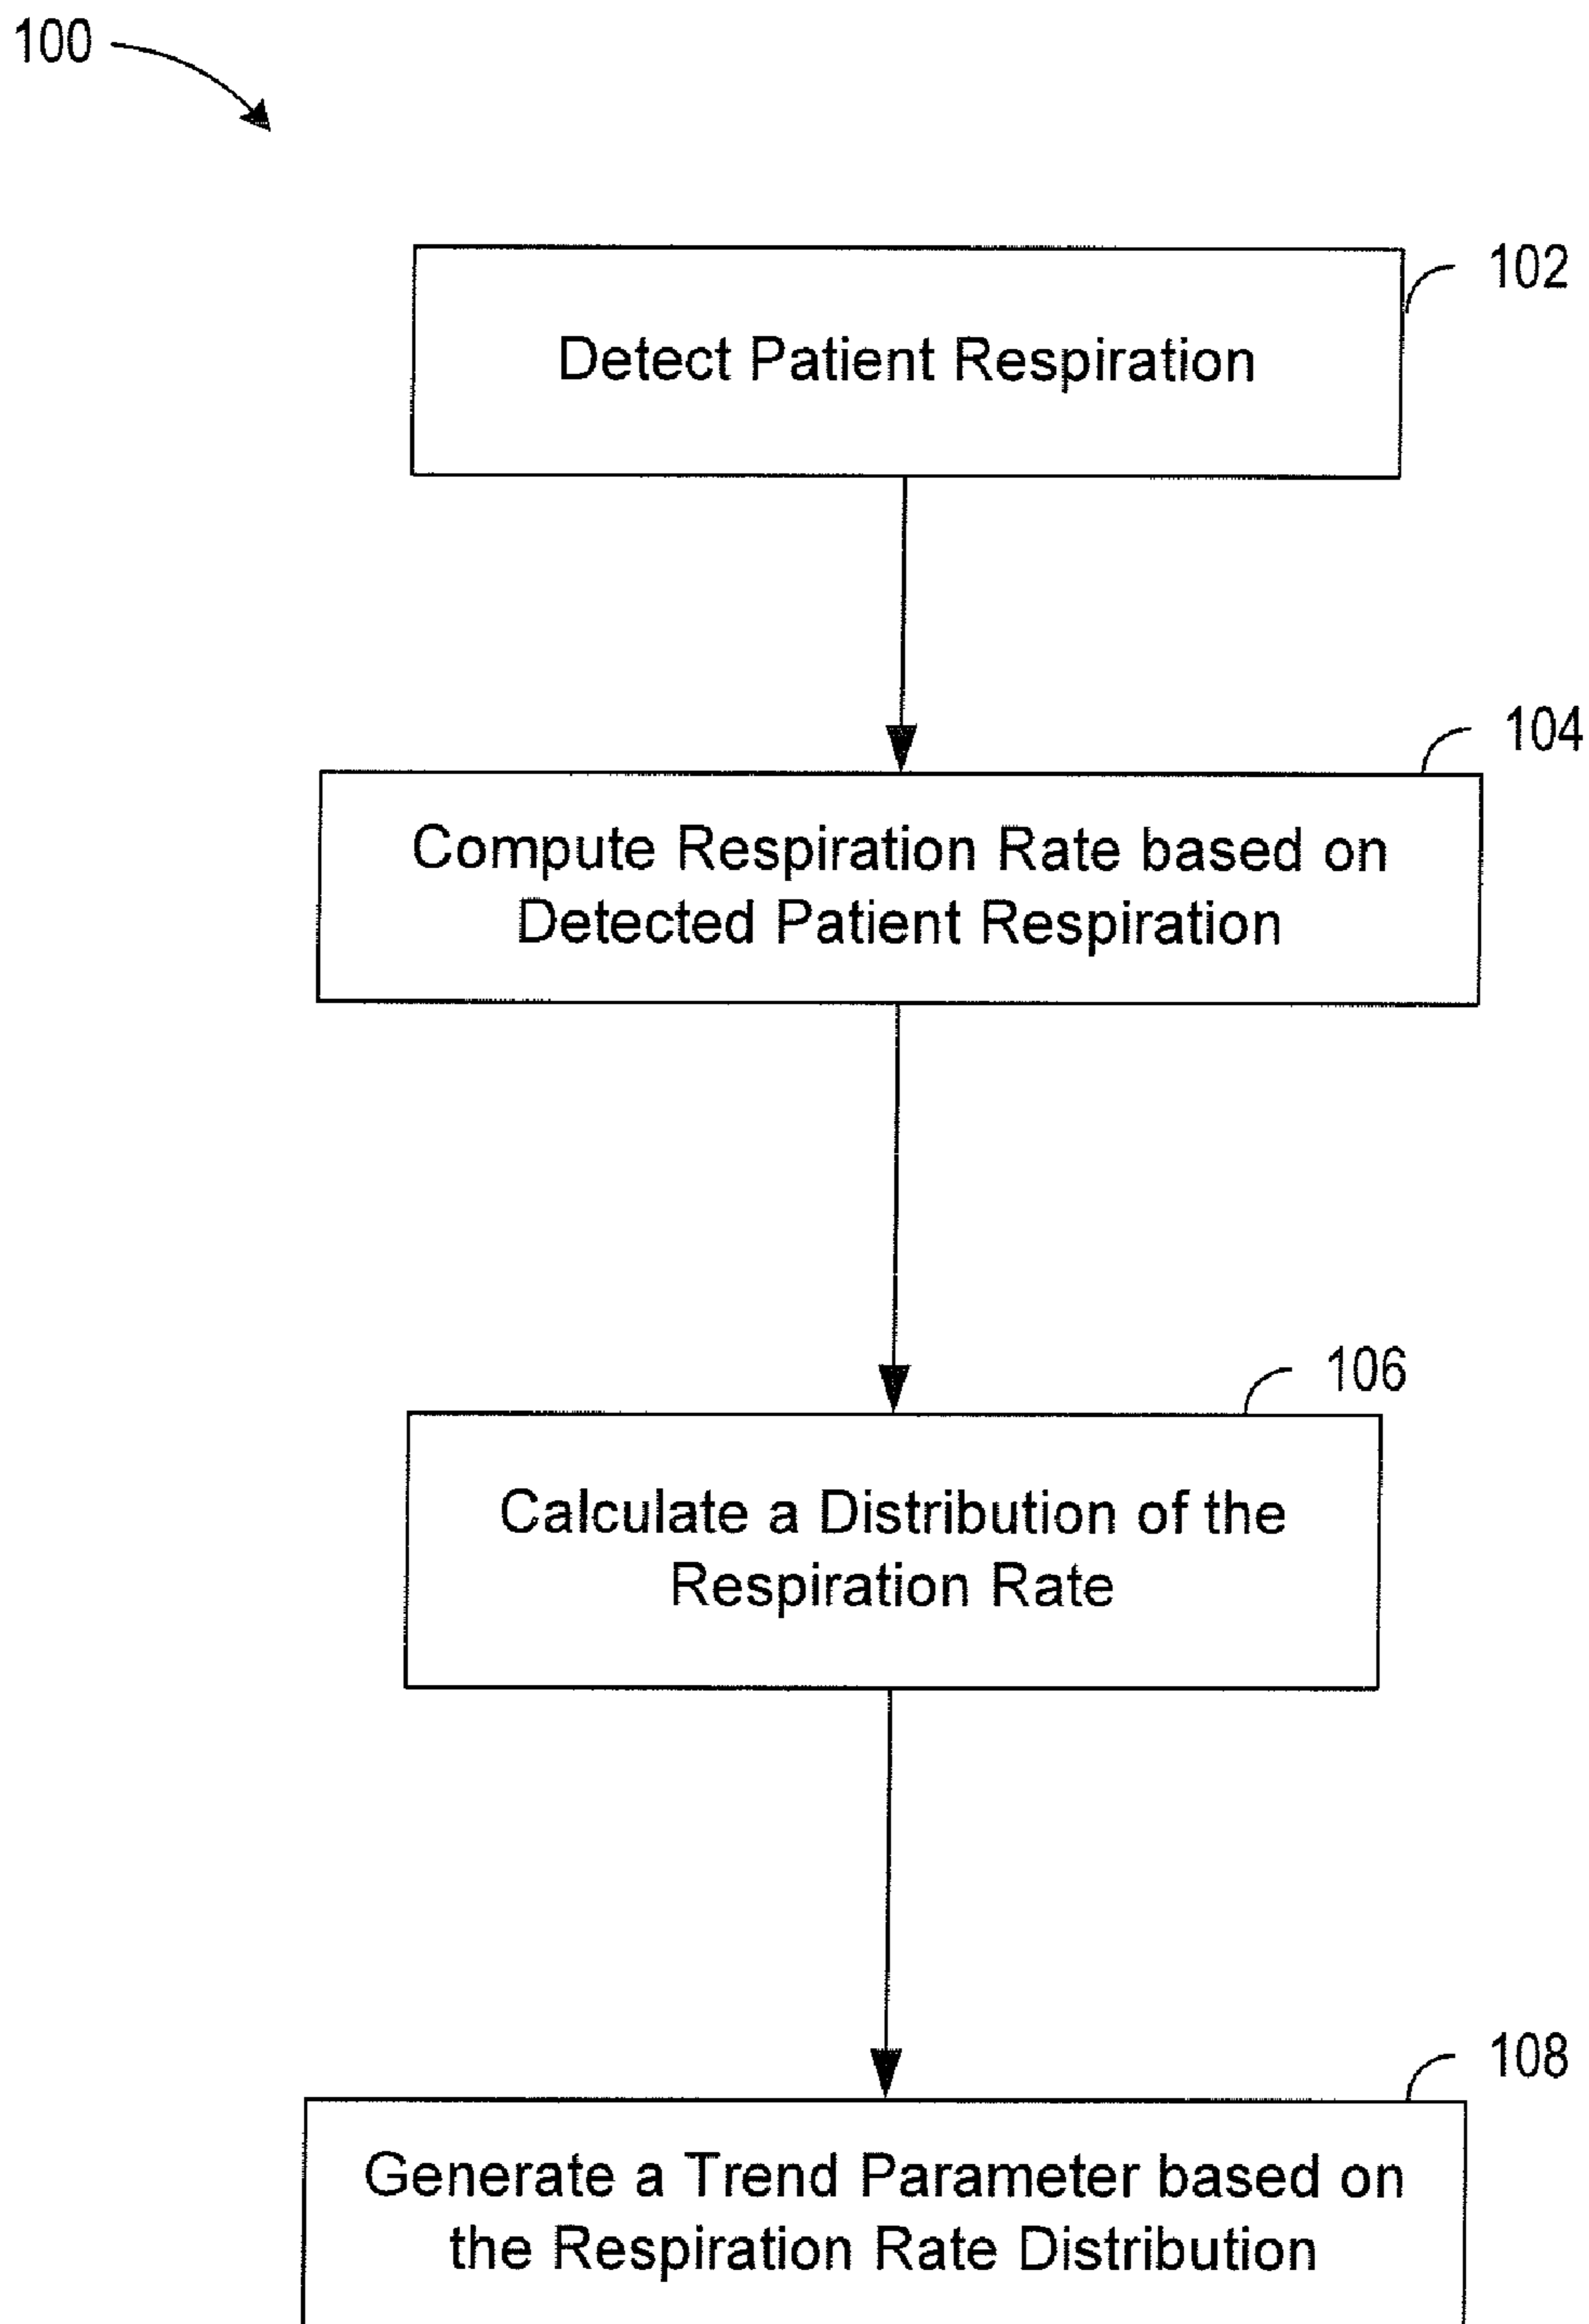 100
102
Detect Patient Respiration
104
Compute Respiration Rate based on
Detected Patient Respiration
106
Calculate a Distribution of the
Respiration Rate
108
Generate a Trend Parameter based on
the Respiration Rate Distribution